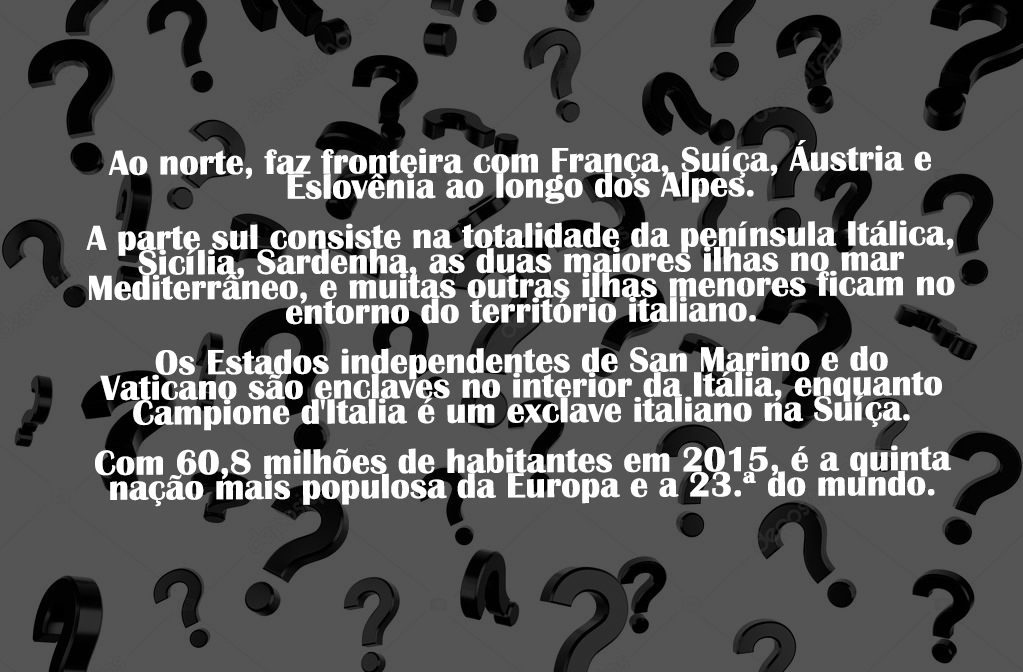 Ao norte, faz fronteira com França, Suíça, Áustria e
Eslovênia ao longo dos Alpes.
A parte sul consiste na totalidade da península Itálica,
Sicília, Sardenha, as duas maiores ilhas no mar
Mediterrâneo, e muitas outras ilhas menores ficam no
entorno do território italiano.
Os Estados independentes de San Marino e do
Vaticano são enclaves no interior da Itália, enquanto
Campione d'Italia é um exclave italiano na Suíça.
Com 60,8 milhões de habitantes em 2015, é a quinta
nação mais populosa da Europa e a 23.ª do mundo.